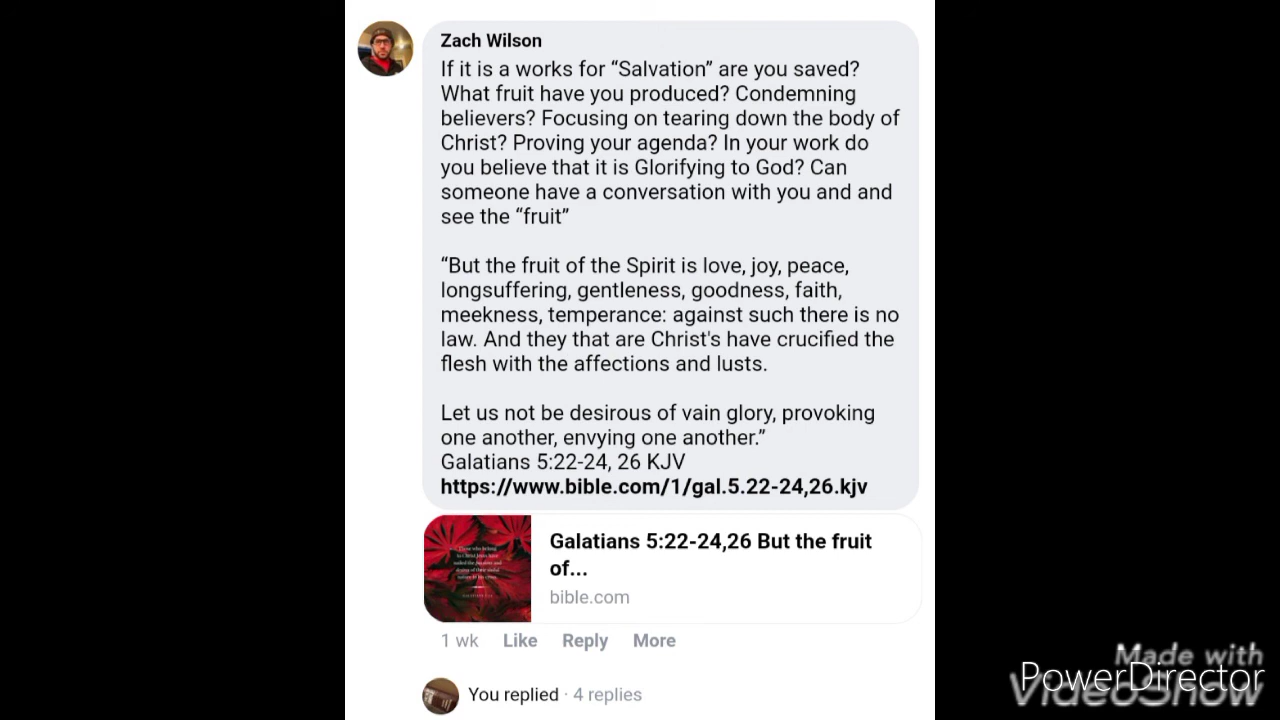 Zach Wilson
If it is a works for “Salvation” are you saved?
What fruit have you produced? Condemning
believers? Focusing on tearing down the body of
Christ? Proving your agenda? In your work do
you believe that it is Glorifying to God? Can
someone have a conversation with you and and
see the “fruit”
“But the fruit of the Spirit is love, joy, peace,
longsuffering, gentleness, goodness, faith,
meekness, temperance: against such there is no
law. And they that are Christ's have crucified the
flesh with the affections and lusts.
Let us not be desirous of vain glory, provoking
one another, envying one another.”
Galatians 5:22-24, 26 KJV
https://www.bible.com/1/gal.5.22-24,26.kjv
Galatians 5:22-24,26 But the fruit
of...
bible.com
1 wk Like Reply More
You replied · 4 replies
Made with
PowerDirector
VideoShow